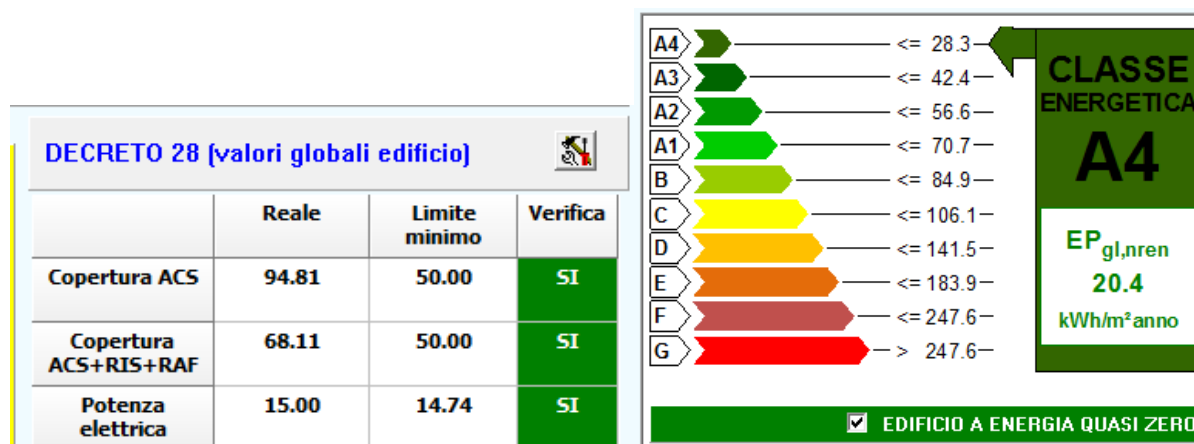 DECRETO 28 (valori globali edificio)
Reale Limite minimo Verifica
Copertura ACS 94.81 50.00 SI
Copertura ACS+RIS+RAF 68.11 50.00 SI
Potenza elettrica 15.00 14.74 SI
A4 <= 28.3
A3 <= 42.4
A2 <= 56.6
A1 <= 70.7
B <= 84.9
C <= 106.1
D <= 141.5
E <= 183.9
F <= 247.6
G > 247.6
CLASSE
ENERGETICA
A4
EPgl,nren
20.4
kWh/m²anno
EDIFICIO A ENERGIA QUASI ZERO